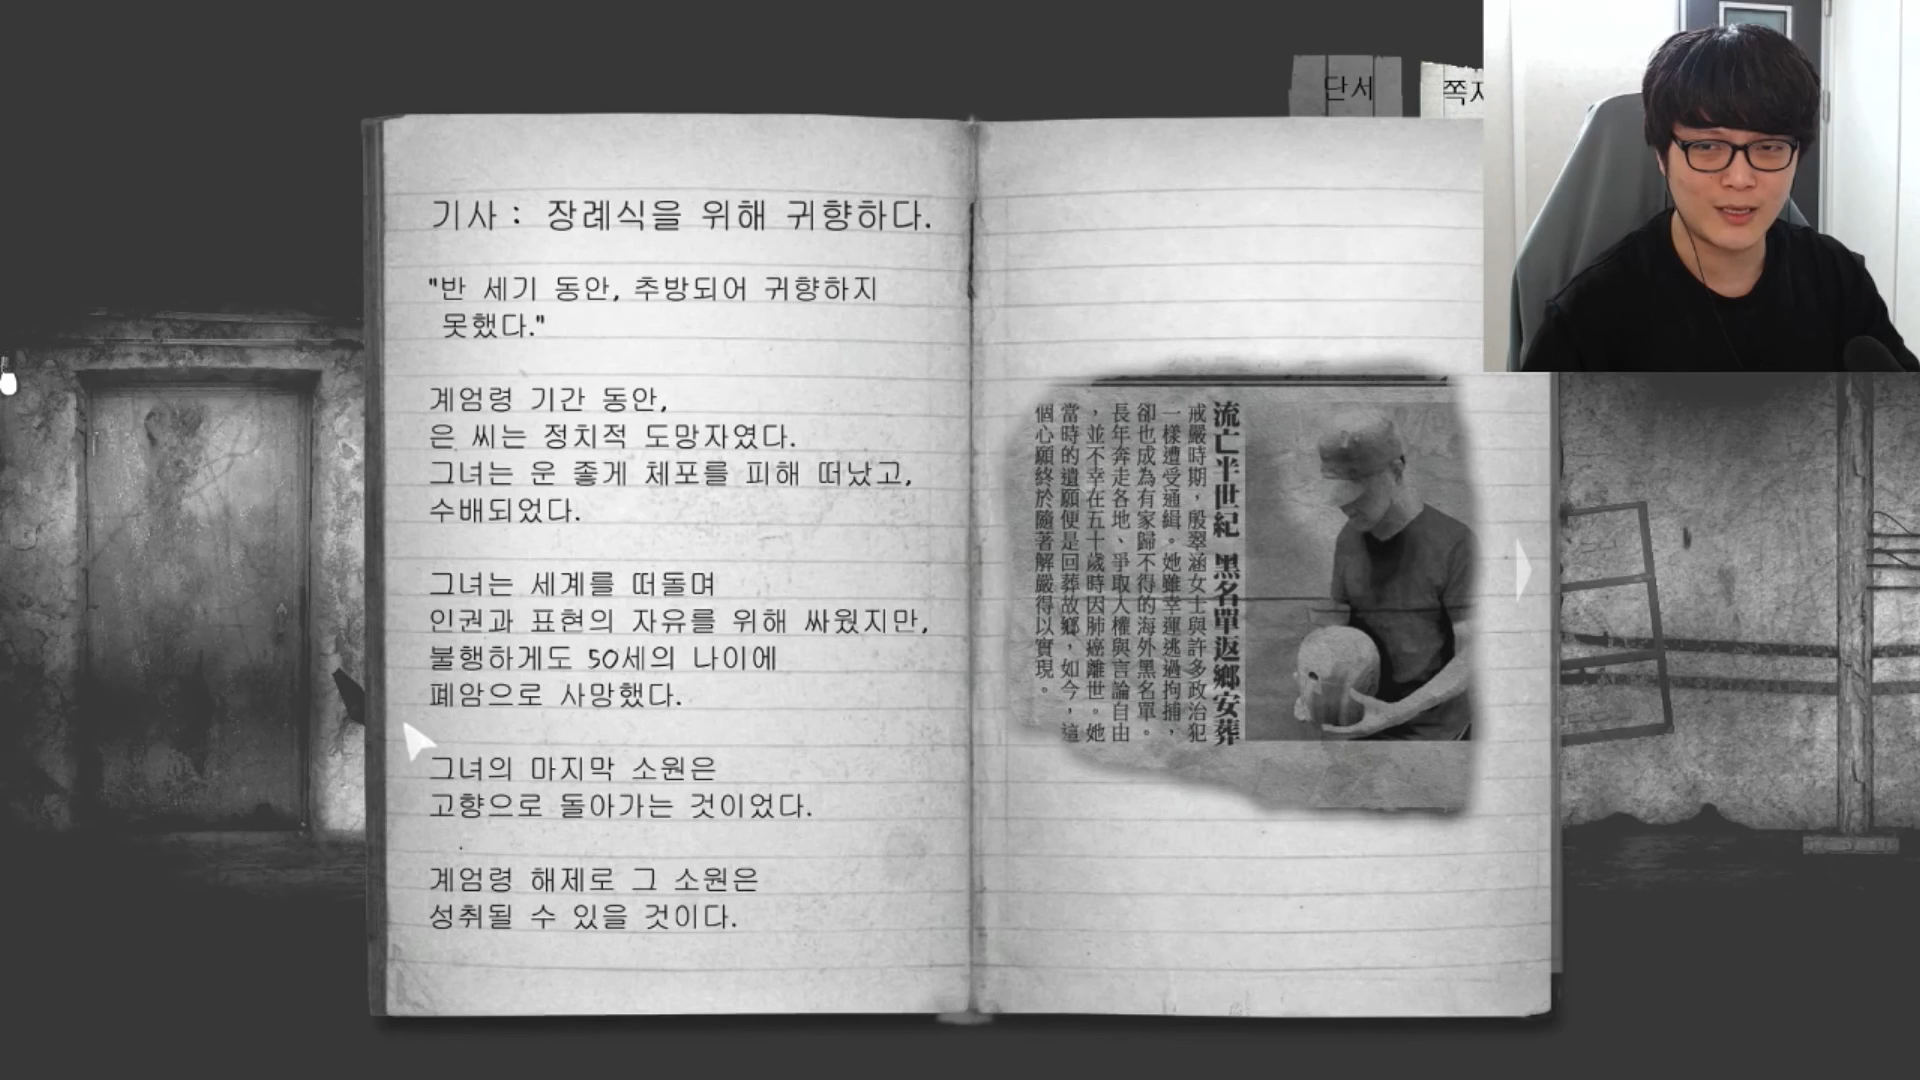 단서
기사 : 장례식을 위해 귀향하다.
"반 세기 동안, 추방되어 귀향하지
못했다."
계엄령 기간 동안,
은 씨는 정치적 도망자였다.
그녀는 운 좋게 체포를 피해 떠났고,
수배되었다.
그녀는 세계를 떠돌며
인권과 표현의 자유를 위해 싸웠지만,
불행하게도 50세의 나이에
폐암으로 사망했다.
그녀의 마지막 소원은
고향으로 돌아가는 것이었다.
계엄령 해제로 그 소원은
성취될 수 있을 것이다.
流亡半世紀 黑名單返鄉安葬
戒嚴時期，殷翠涵女士與許多政治犯
一樣遭受通緝。她雖幸運逃過拘捕，
卻也成為有家歸不得的海外黑名單。
長年奔走各地、爭取人權與言論自由
，並不幸在五十歲時因肺癌離世。她
當時的遺願便是回葬故鄉，如今，這
個心願終於隨著解嚴得以實現。